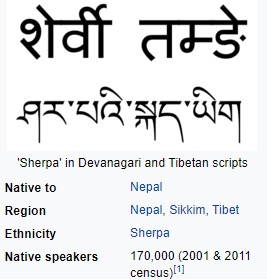 शेर्वी तम्ङे
ཤར་པའི་སྐད་ཡིག
'Sherpa' in Devanagari and Tibetan scripts
Native to Nepal
Region Nepal, Sikkim, Tibet
Ethnicity Sherpa
Native speakers 170,000 (2001 & 2011
census)[1]